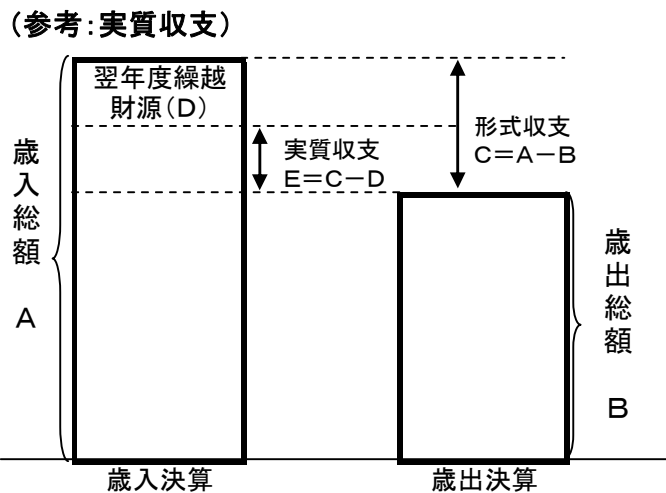 (参考:実質収支)
翌年度繰越
財源(D)
形式収支
C=A-B
実質収支
E=C-D
歳入総額 A
歳出総額 B
歳入決算
歳出決算